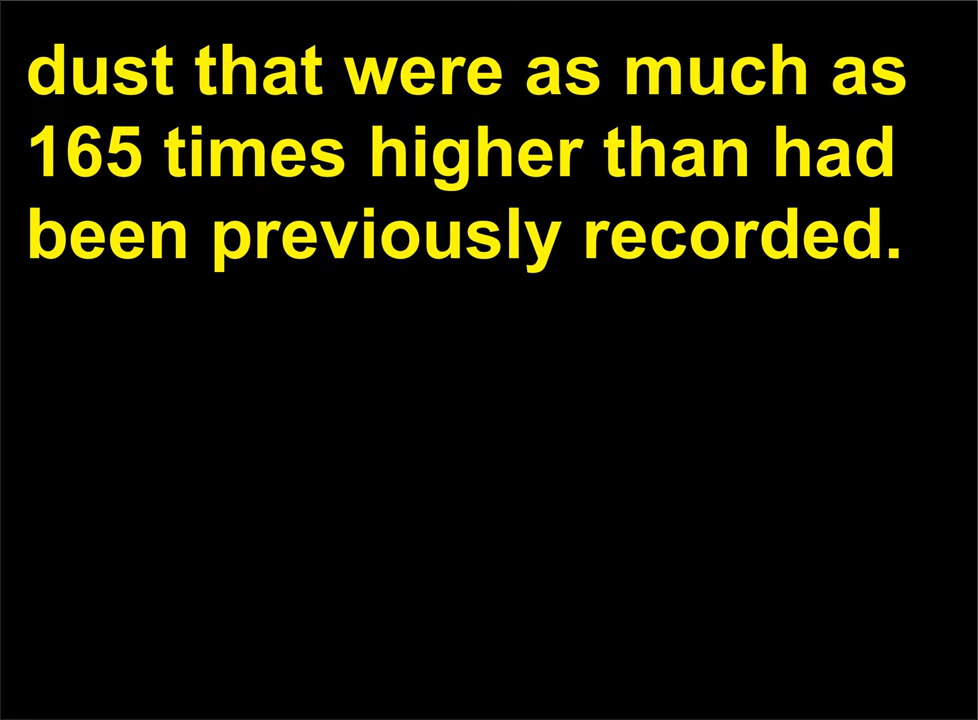 dust that were as much as
165 times higher than had
been previously recorded.